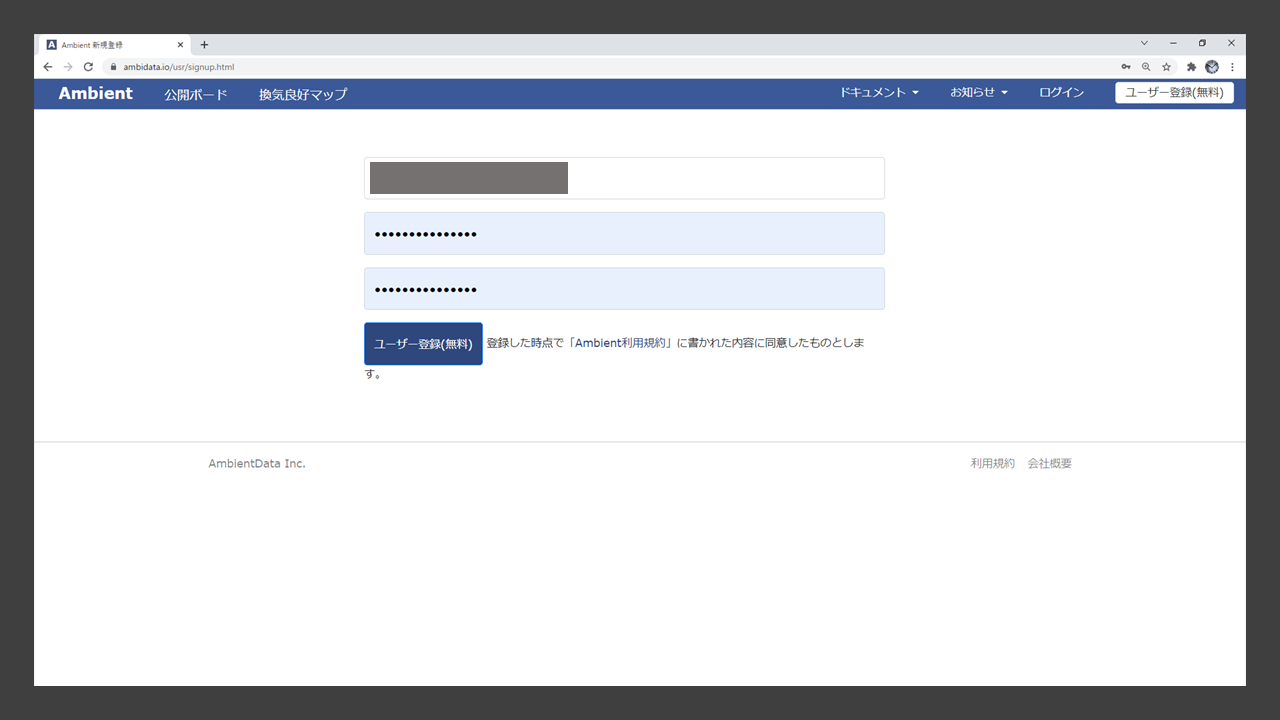 Ambient 新規登録
ambidata.io/usr/signup.html
Ambient 公開ボード 換気良好マップ ドキュメント お知らせ ログイン ユーザー登録(無料)
•••••••••••••••
•••••••••••••••
ユーザー登録(無料) 登録した時点で「Ambient利用規約」に書かれた内容に同意したものとしま
す。
AmbientData Inc. 利用規約 会社概要